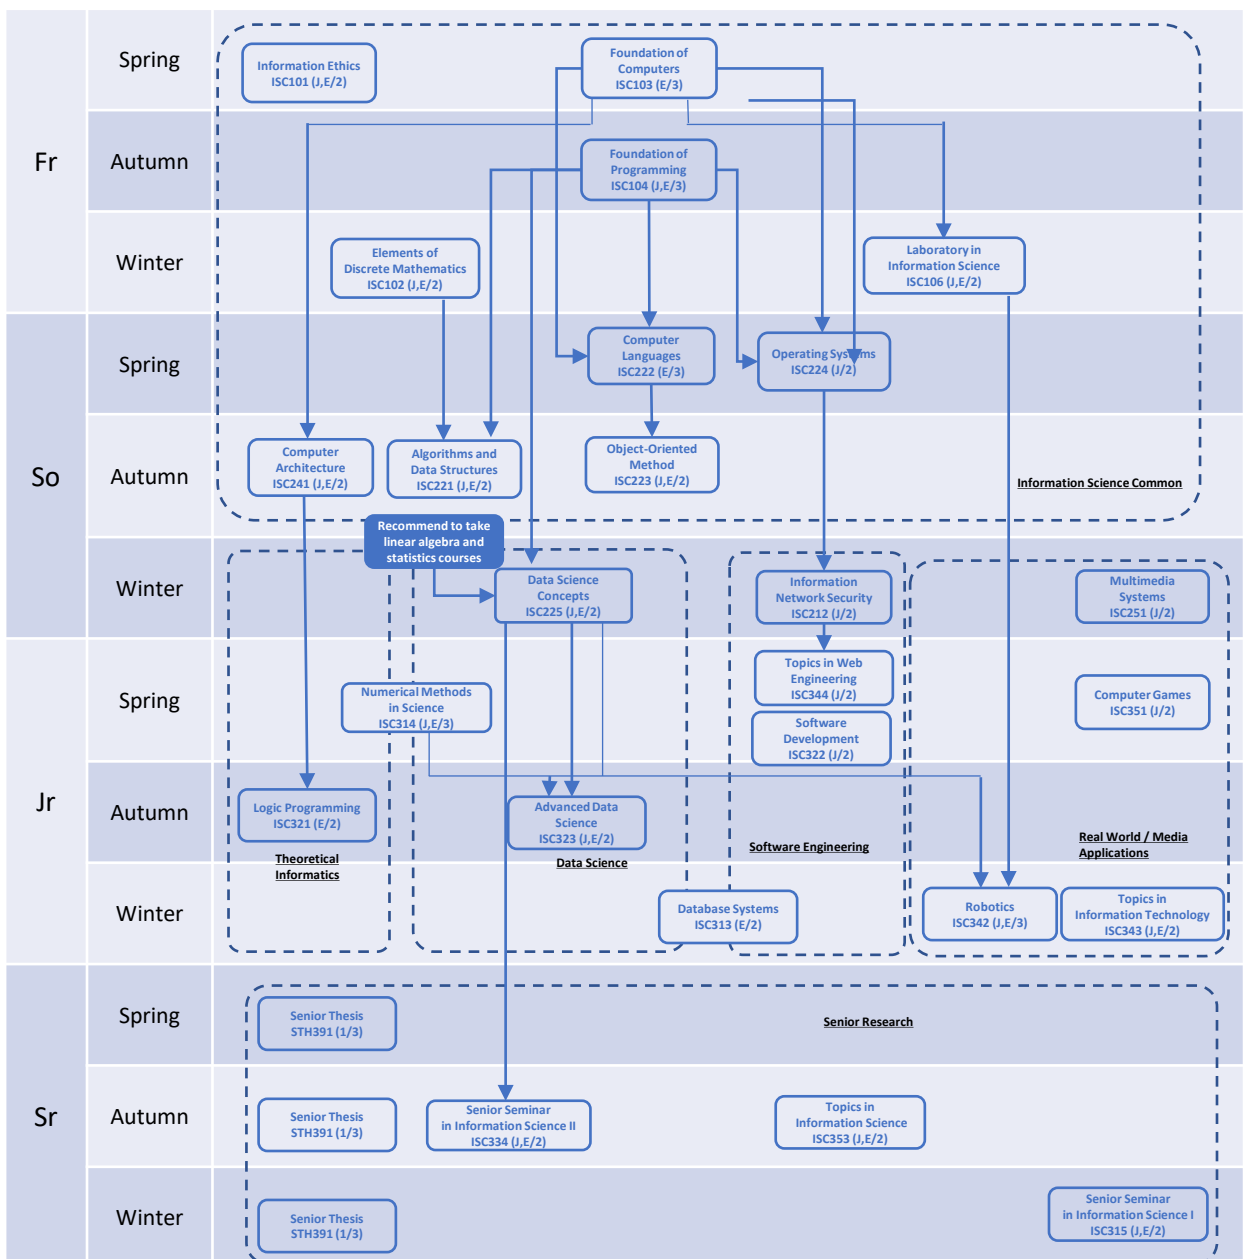 Fr
Spring
Information Ethics
ISC101 (J,E/2)
Foundation of
Computers
ISC103 (E/3)
Autumn
Foundation of
Programming
ISC104 (J,E/3)
Winter
Elements of
Discrete Mathematics
ISC102 (J,E/2)
Laboratory in
Information Science
ISC106 (J,E/2)
So
Spring
Computer
Languages
ISC222 (E/3)
Operating Systems
ISC224 (J/2)
Autumn
Computer
Architecture
ISC241 (J,E/2)
Algorithms and
Data Structures
ISC221 (J,E/2)
Object-Oriented
Method
ISC223 (J,E/2)
Information Science Common
Recommend to take
linear algebra and
statistics courses
Winter
Data Science
Concepts
ISC225 (J,E/2)
Information
Network Security
ISC212 (J/2)
Multimedia
Systems
ISC251 (J/2)
Jr
Spring
Numerical Methods
in Science
ISC314 (J,E/3)
Topics in Web
Engineering
ISC344 (J/2)
Software
Development
ISC322 (J/2)
Computer Games
ISC351 (J/2)
Autumn
Logic Programming
ISC321 (E/2)
Advanced Data
Science
ISC323 (J,E/2)
Theoretical
Informatics
Data Science
Software Engineering
Real World / Media
Applications
Winter
Database Systems
ISC313 (E/2)
Robotics
ISC342 (J,E/3)
Topics in
Information Technology
ISC343 (J,E/2)
Sr
Spring
Senior Thesis
STH391 (1/3)
Senior Research
Autumn
Senior Thesis
STH391 (1/3)
Senior Seminar
in Information Science II
ISC334 (J,E/2)
Topics in
Information Science
ISC353 (J,E/2)
Winter
Senior Thesis
STH391 (1/3)
Senior Seminar
in Information Science I
ISC315 (J,E/2)